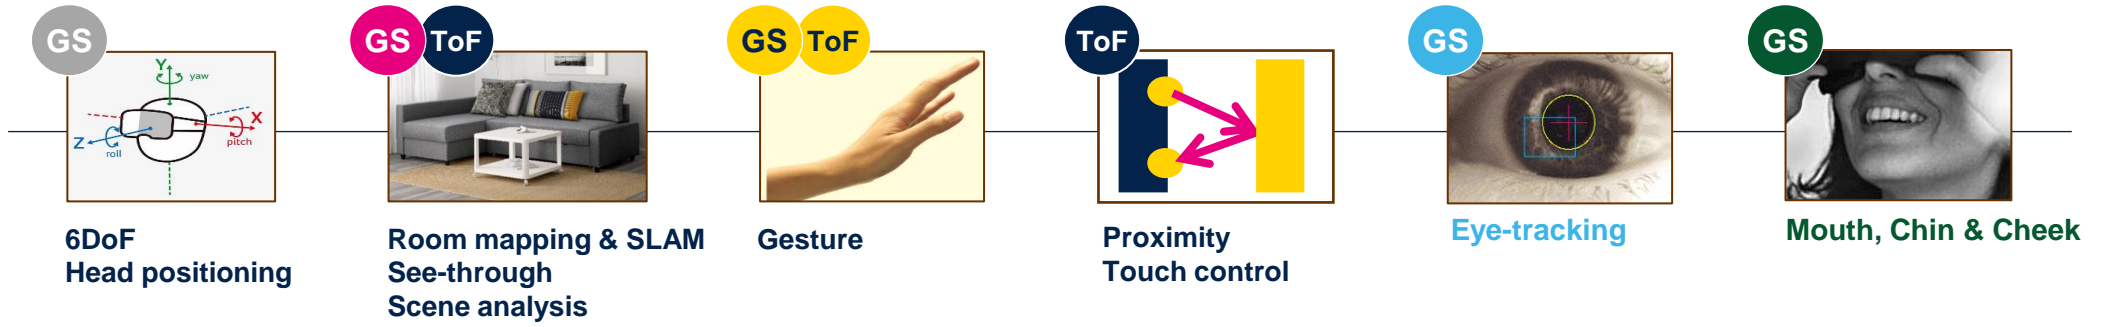 GS
GS ToF
GS ToF
ToF
GS
GS
Y
yaw
X
pitch
Z
roll
6DoF
Head positioning
Room mapping & SLAM
See-through
Scene analysis
Gesture
Proximity
Touch control
Eye-tracking
Mouth, Chin & Cheek